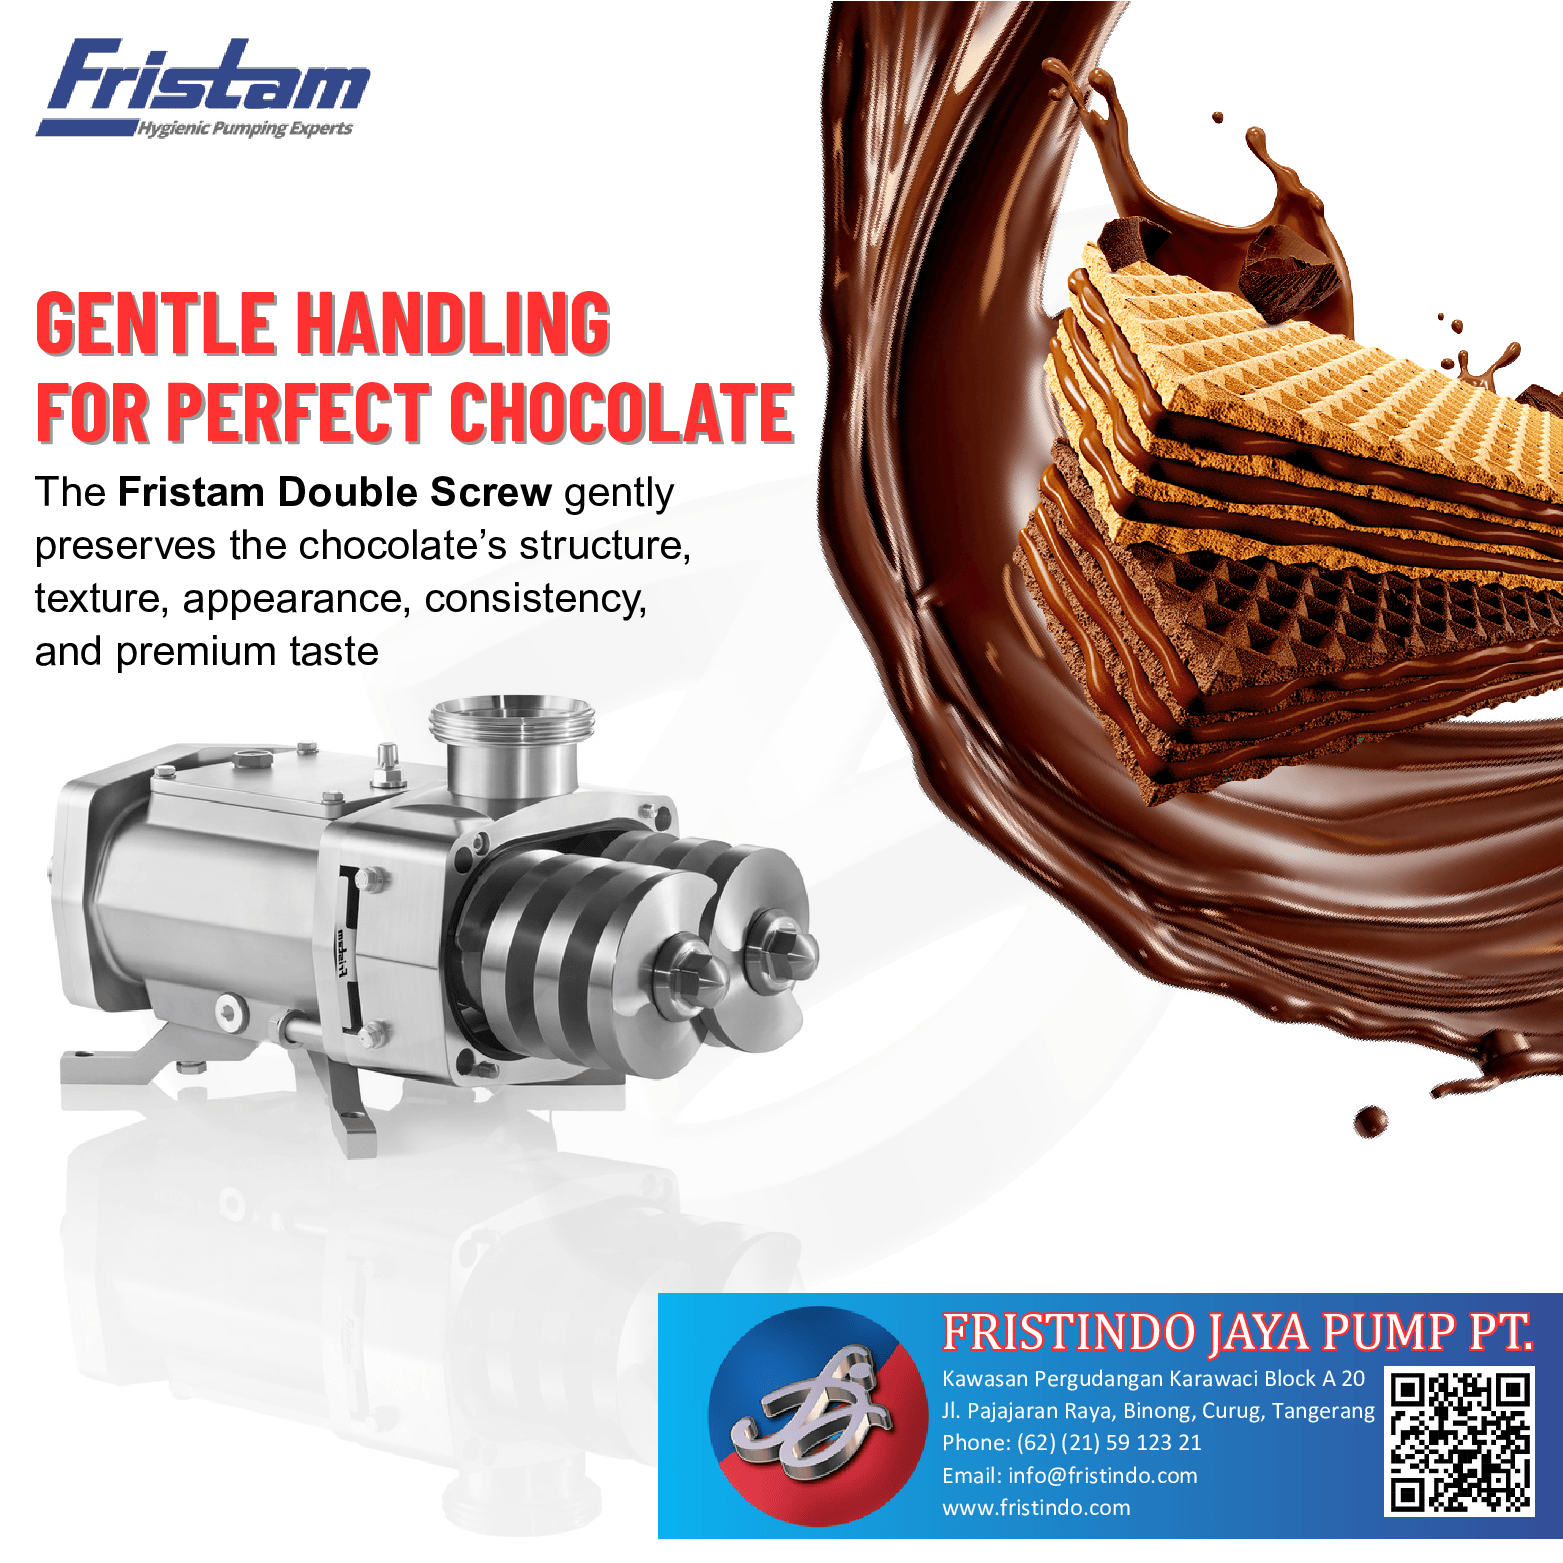 Fristam
Hygienic Pumping Experts
GENTLE HANDLING
FOR PERFECT CHOCOLATE
The Fristam Double Screw gently
preserves the chocolate’s structure,
texture, appearance, consistency,
and premium taste
Fristam
FRISTINDO JAYA PUMP PT.
Kawasan Pergudangan Karawaci Block A 20
Jl. Pajajaran Raya, Binong, Curug, Tangerang
Phone: (62) (21) 59 123 21
Email: info@fristindo.com
www.fristindo.com